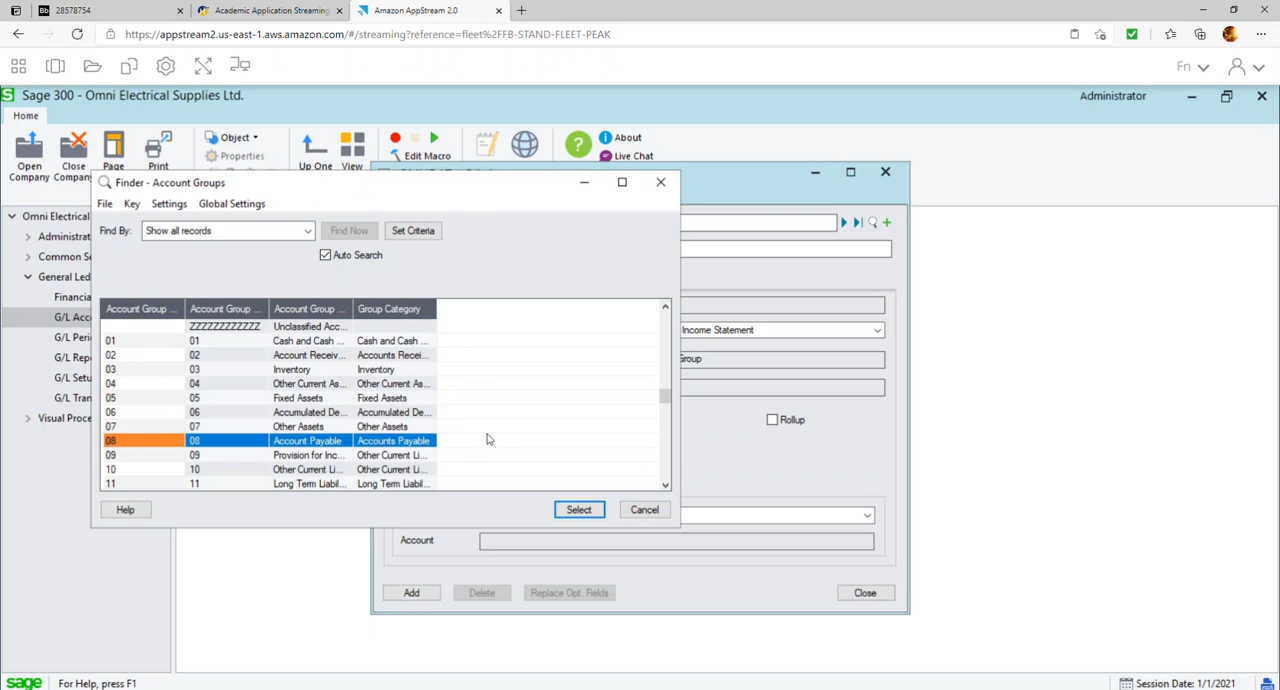 28578754
Academic Application Streaming
Amazon AppStream 2.0
https://appstream2.us-east-1.aws.amazon.com/#/streaming?reference=fleet%2FFB-STAND-FLEET-PEAK
Fn
Sage 300 - Omni Electrical Supplies Ltd.
Administrator
Home
Open Company
Close Company
Page
Print
Object
Properties
Up One
View
Edit Macro
About
Live Chat
Omni Electrical
Administrat
Common Se
General Led
Financia
G/L Acc
G/L Peri
G/L Repo
G/L Setu
G/L Tran
Visual Proce
Finder - Account Groups
File Key Settings Global Settings
Find By: Show all records Find Now Set Criteria
Auto Search
Account Group ... Account Group ... Account Group ... Group Category
ZZZZZZZZZZZZ Unclassified Acc...
01 01 Cash and Cash ... Cash and Cash ...
02 02 Account Receiv... Accounts Recei...
03 03 Inventory Inventory
04 04 Other Current As... Other Current As...
05 05 Fixed Assets Fixed Assets
06 06 Accumulated De... Accumulated De...
07 07 Other Assets Other Assets
08 08 Account Payable Accounts Payable
09 09 Provision for Inc... Other Current Li...
10 10 Other Current Li... Other Current Li...
11 11 Long Term Liabil... Long Term Liabil...
Help Select Cancel
Income Statement
Group
Rollup
Account
Add Delete Replace Opt. Fields Close
sage For Help, press F1
Session Date: 1/1/2021